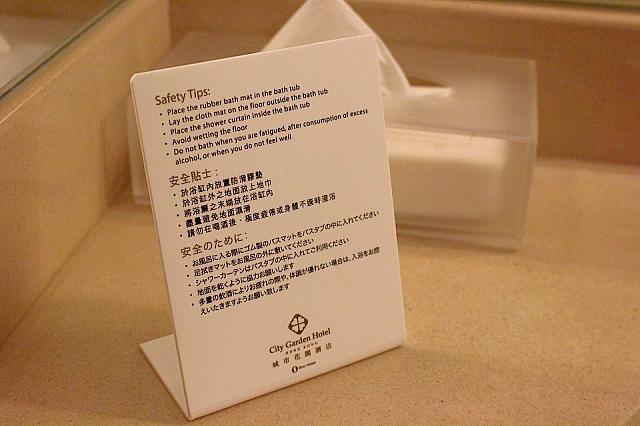 Safety Tips:
• Place the rubber bath mat in the bath tub
• Lay the cloth mat on the floor outside the bath tub
• Place the shower curtain inside the bath tub
• Avoid wetting the floor
• Do not bath when you are fatigued, after consumption of excess
alcohol, or when you do not feel well
安全貼士：
• 於浴缸內放置防滑膠墊
• 於浴缸外之地面放上地巾
• 將浴簾之末端放在浴缸內
• 盡量避免地面濕滑
• 請勿在喝酒後、極度疲倦或身體不適時浸浴
安全のために：
• お風呂に入る際にゴム製のバスマットをバスタブの中に入れてください
• 足拭きマットをお風呂の外に敷いてください
• シャワーカーテンはバスタブの中に入れてご利用ください
• 地面を乾くように協力お願いします
• 多量の飲酒によりお疲れの際や、体調が優れない場合は、入浴をお控
えいただきますようお願い致します
City Garden Hotel
HONG KONG
城市花園酒店
Sino Hotels